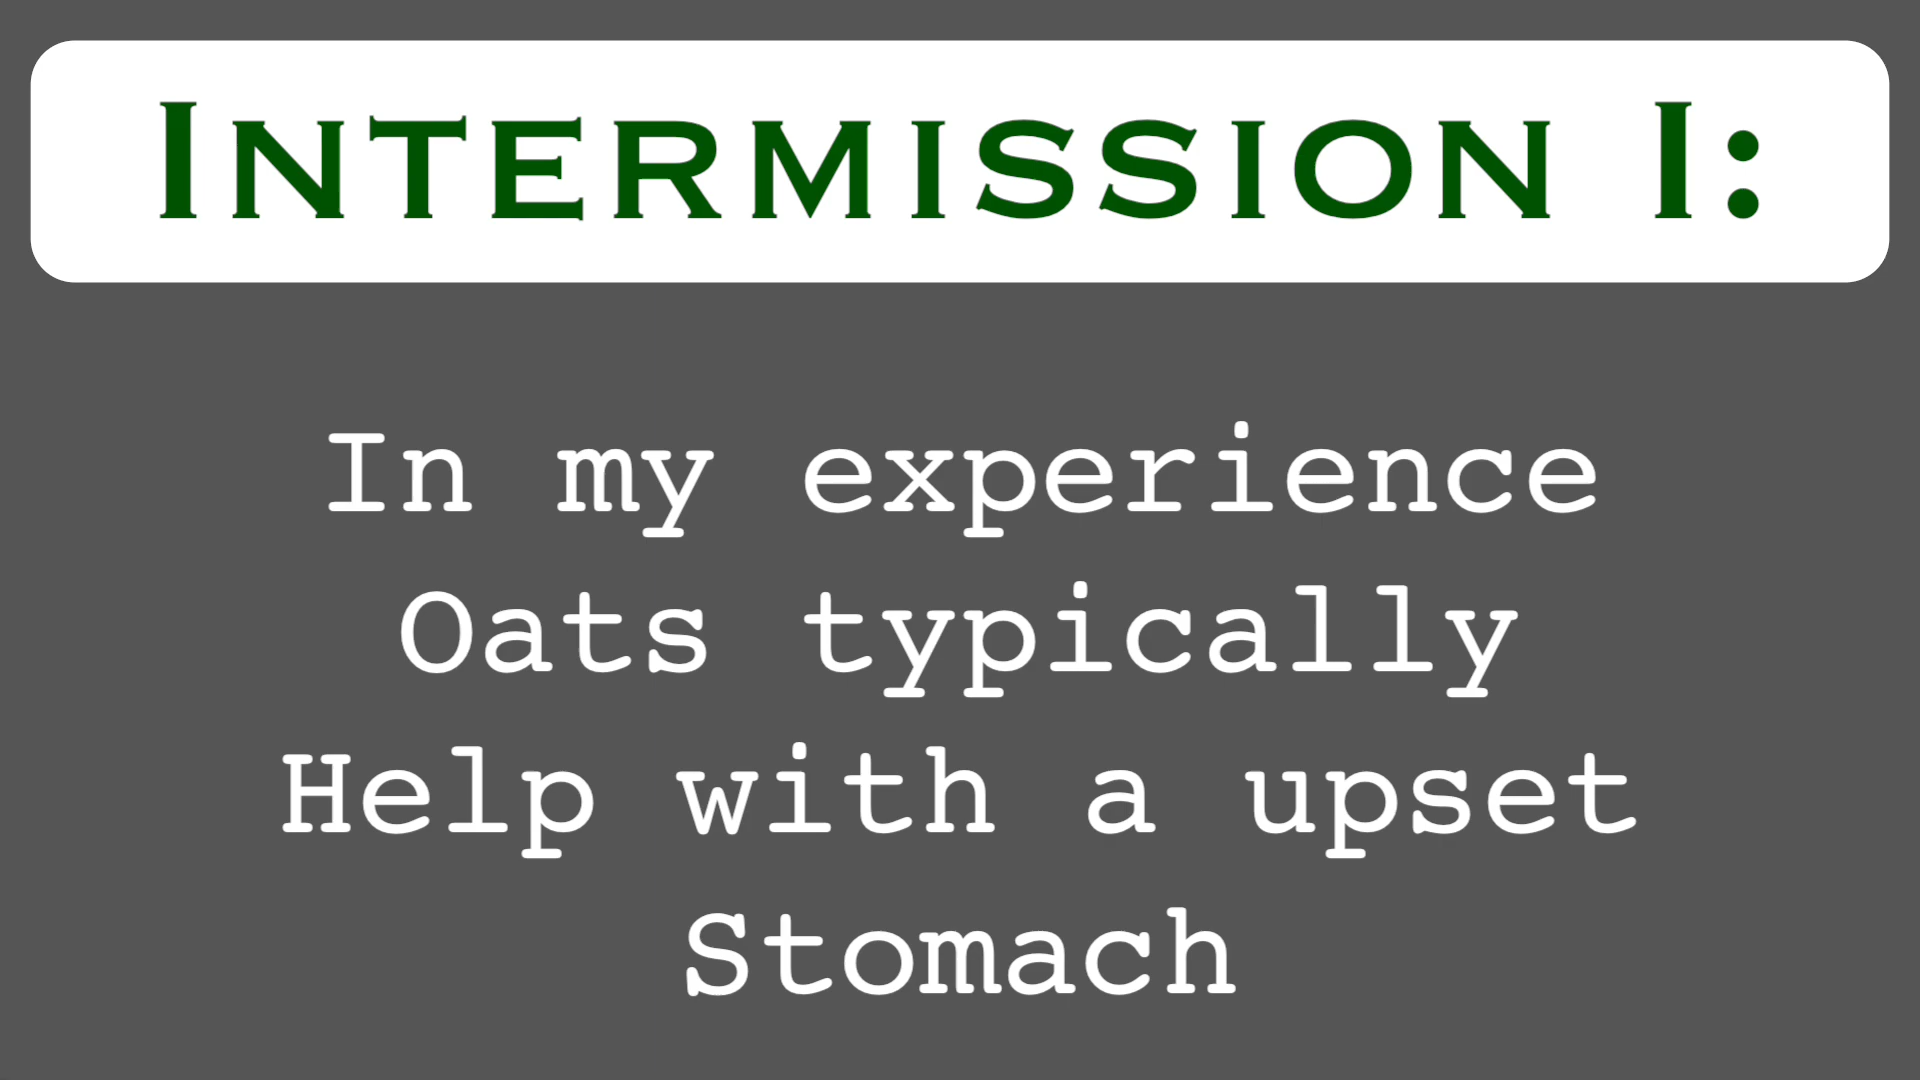 Intermission I:
In my experience
Oats typically
Help with a upset
Stomach